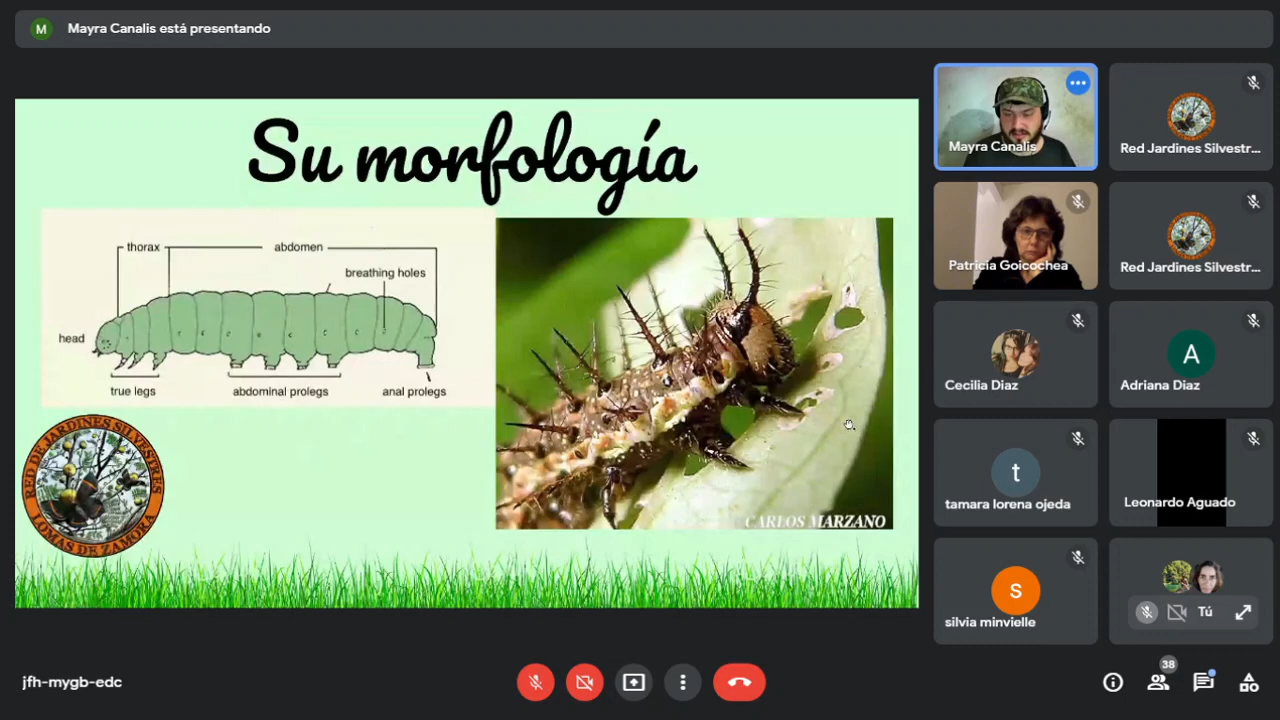 M
Mayra Canalis está presentando
Su morfología
thorax
abdomen
breathing holes
head
true legs
abdominal prolegs
anal prolegs
RED DE JARDINES SILVESTRES
LOMAS DE ZAMORA
CARLOS MARZANO
Mayra Canalis
Red Jardines Silvestr...
Patricia Goicochea
Red Jardines Silvestr...
Cecilia Diaz
A
Adriana Diaz
t
tamara lorena ojeda
Leonardo Aguado
s
silvia minvielle
Tú
jfh-mygb-edc
38